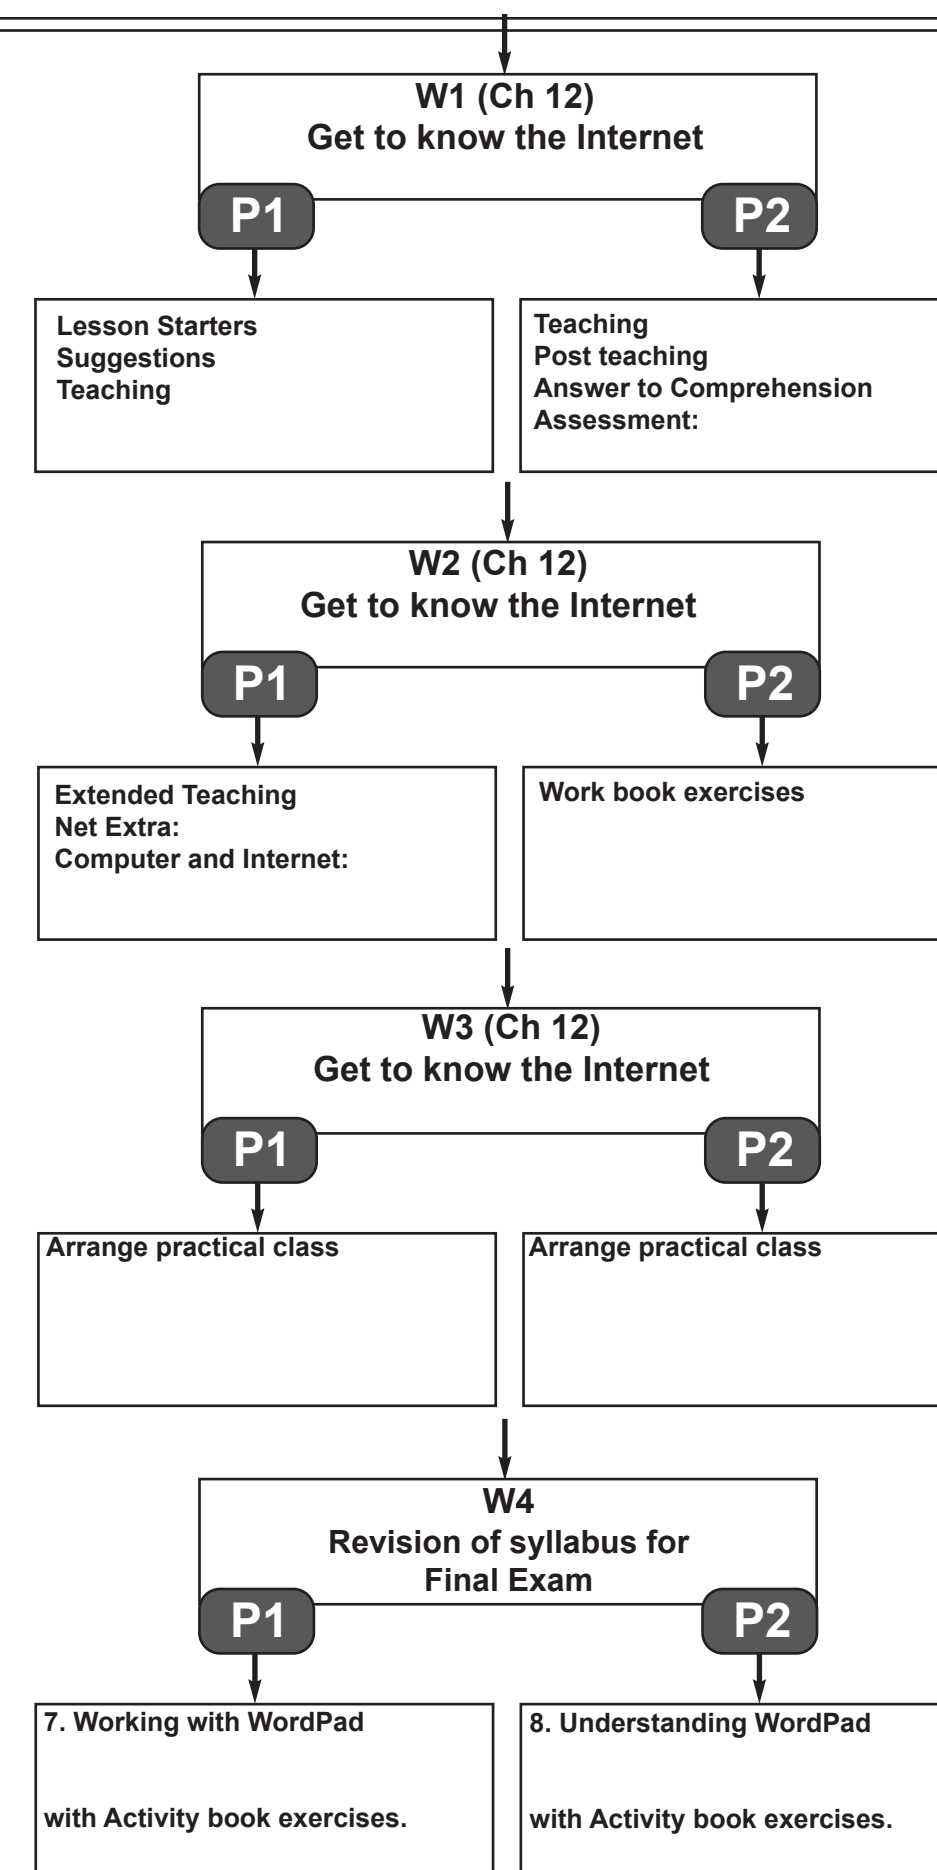 W1 (Ch 12)
Get to know the Internet
P1
P2
Lesson Starters
Suggestions
Teaching
Teaching
Post teaching
Answer to Comprehension
Assessment:
W2 (Ch 12)
Get to know the Internet
P1
P2
Extended Teaching
Net Extra:
Computer and Internet:
Work book exercises
W3 (Ch 12)
Get to know the Internet
P1
P2
Arrange practical class
Arrange practical class
W4
Revision of syllabus for
Final Exam
P1
P2
7. Working with WordPad
with Activity book exercises.
8. Understanding WordPad
with Activity book exercises.